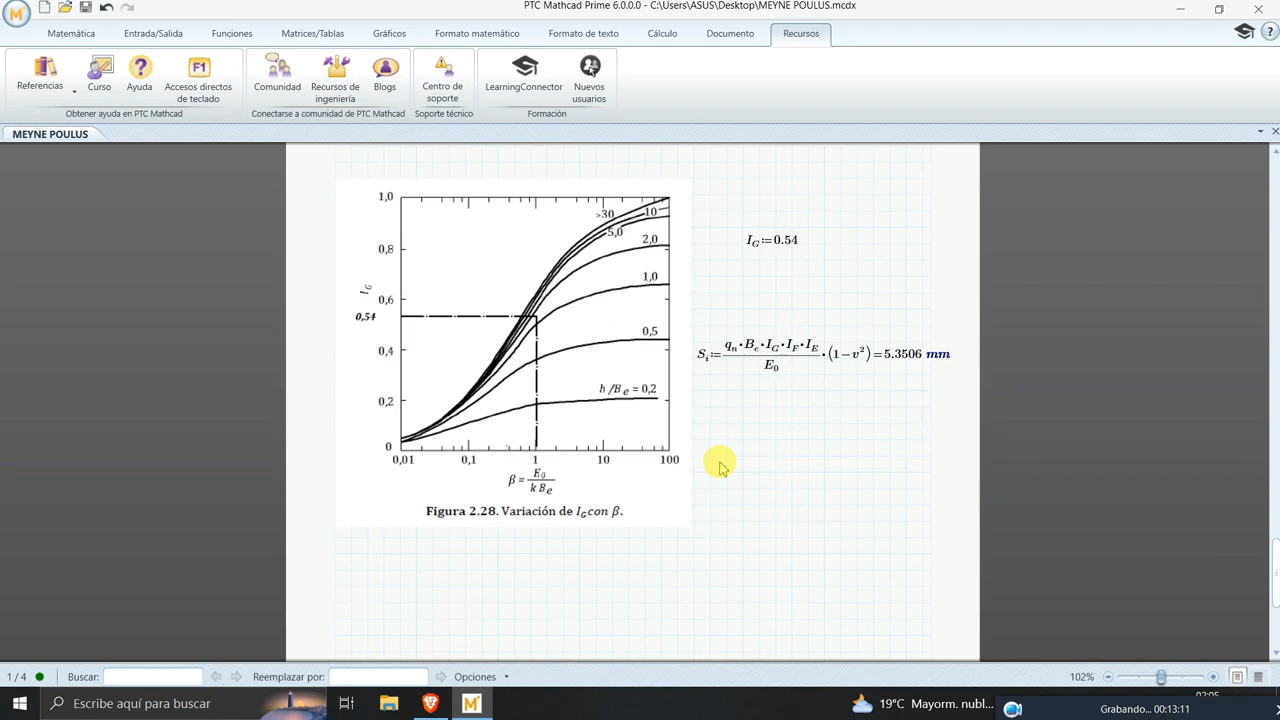 PTC Mathcad Prime 6.0.0.0 - C:\Users\ASUS\Desktop\MEYNE POULUS.mcdx
Matemática Entrada/Salida Funciones Matrices/Tablas Gráficos Formato matemático Formato de texto Cálculo Documento Recursos
Referencias Curso Ayuda Accesos directos de teclado Comunidad Recursos de ingeniería Blogs Centro de soporte LearningConnector Nuevos usuarios
Obtener ayuda en PTC Mathcad Conectarse a comunidad de PTC Mathcad Soporte técnico Formación
MEYNE POULUS
1,0
>30 10
5,0
2,0
0,8
1,0
I_G
0,6
0,54
0,5
0,4
h/B_e = 0,2
0,2
0
0,01 0,1 1 10 100
β = E_0 / k B_e
Figura 2.28. Variación de I_G con β.
I_G:=0.54
S_i:= q_n·B_e·I_G·I_F·I_E / E_0 ·(1−v²)=5.3506 mm
1 / 4 Buscar: Reemplazar por: Opciones 102%
Escribe aquí para buscar 19°C Mayorm. nubl... Grabando... 00:13:11